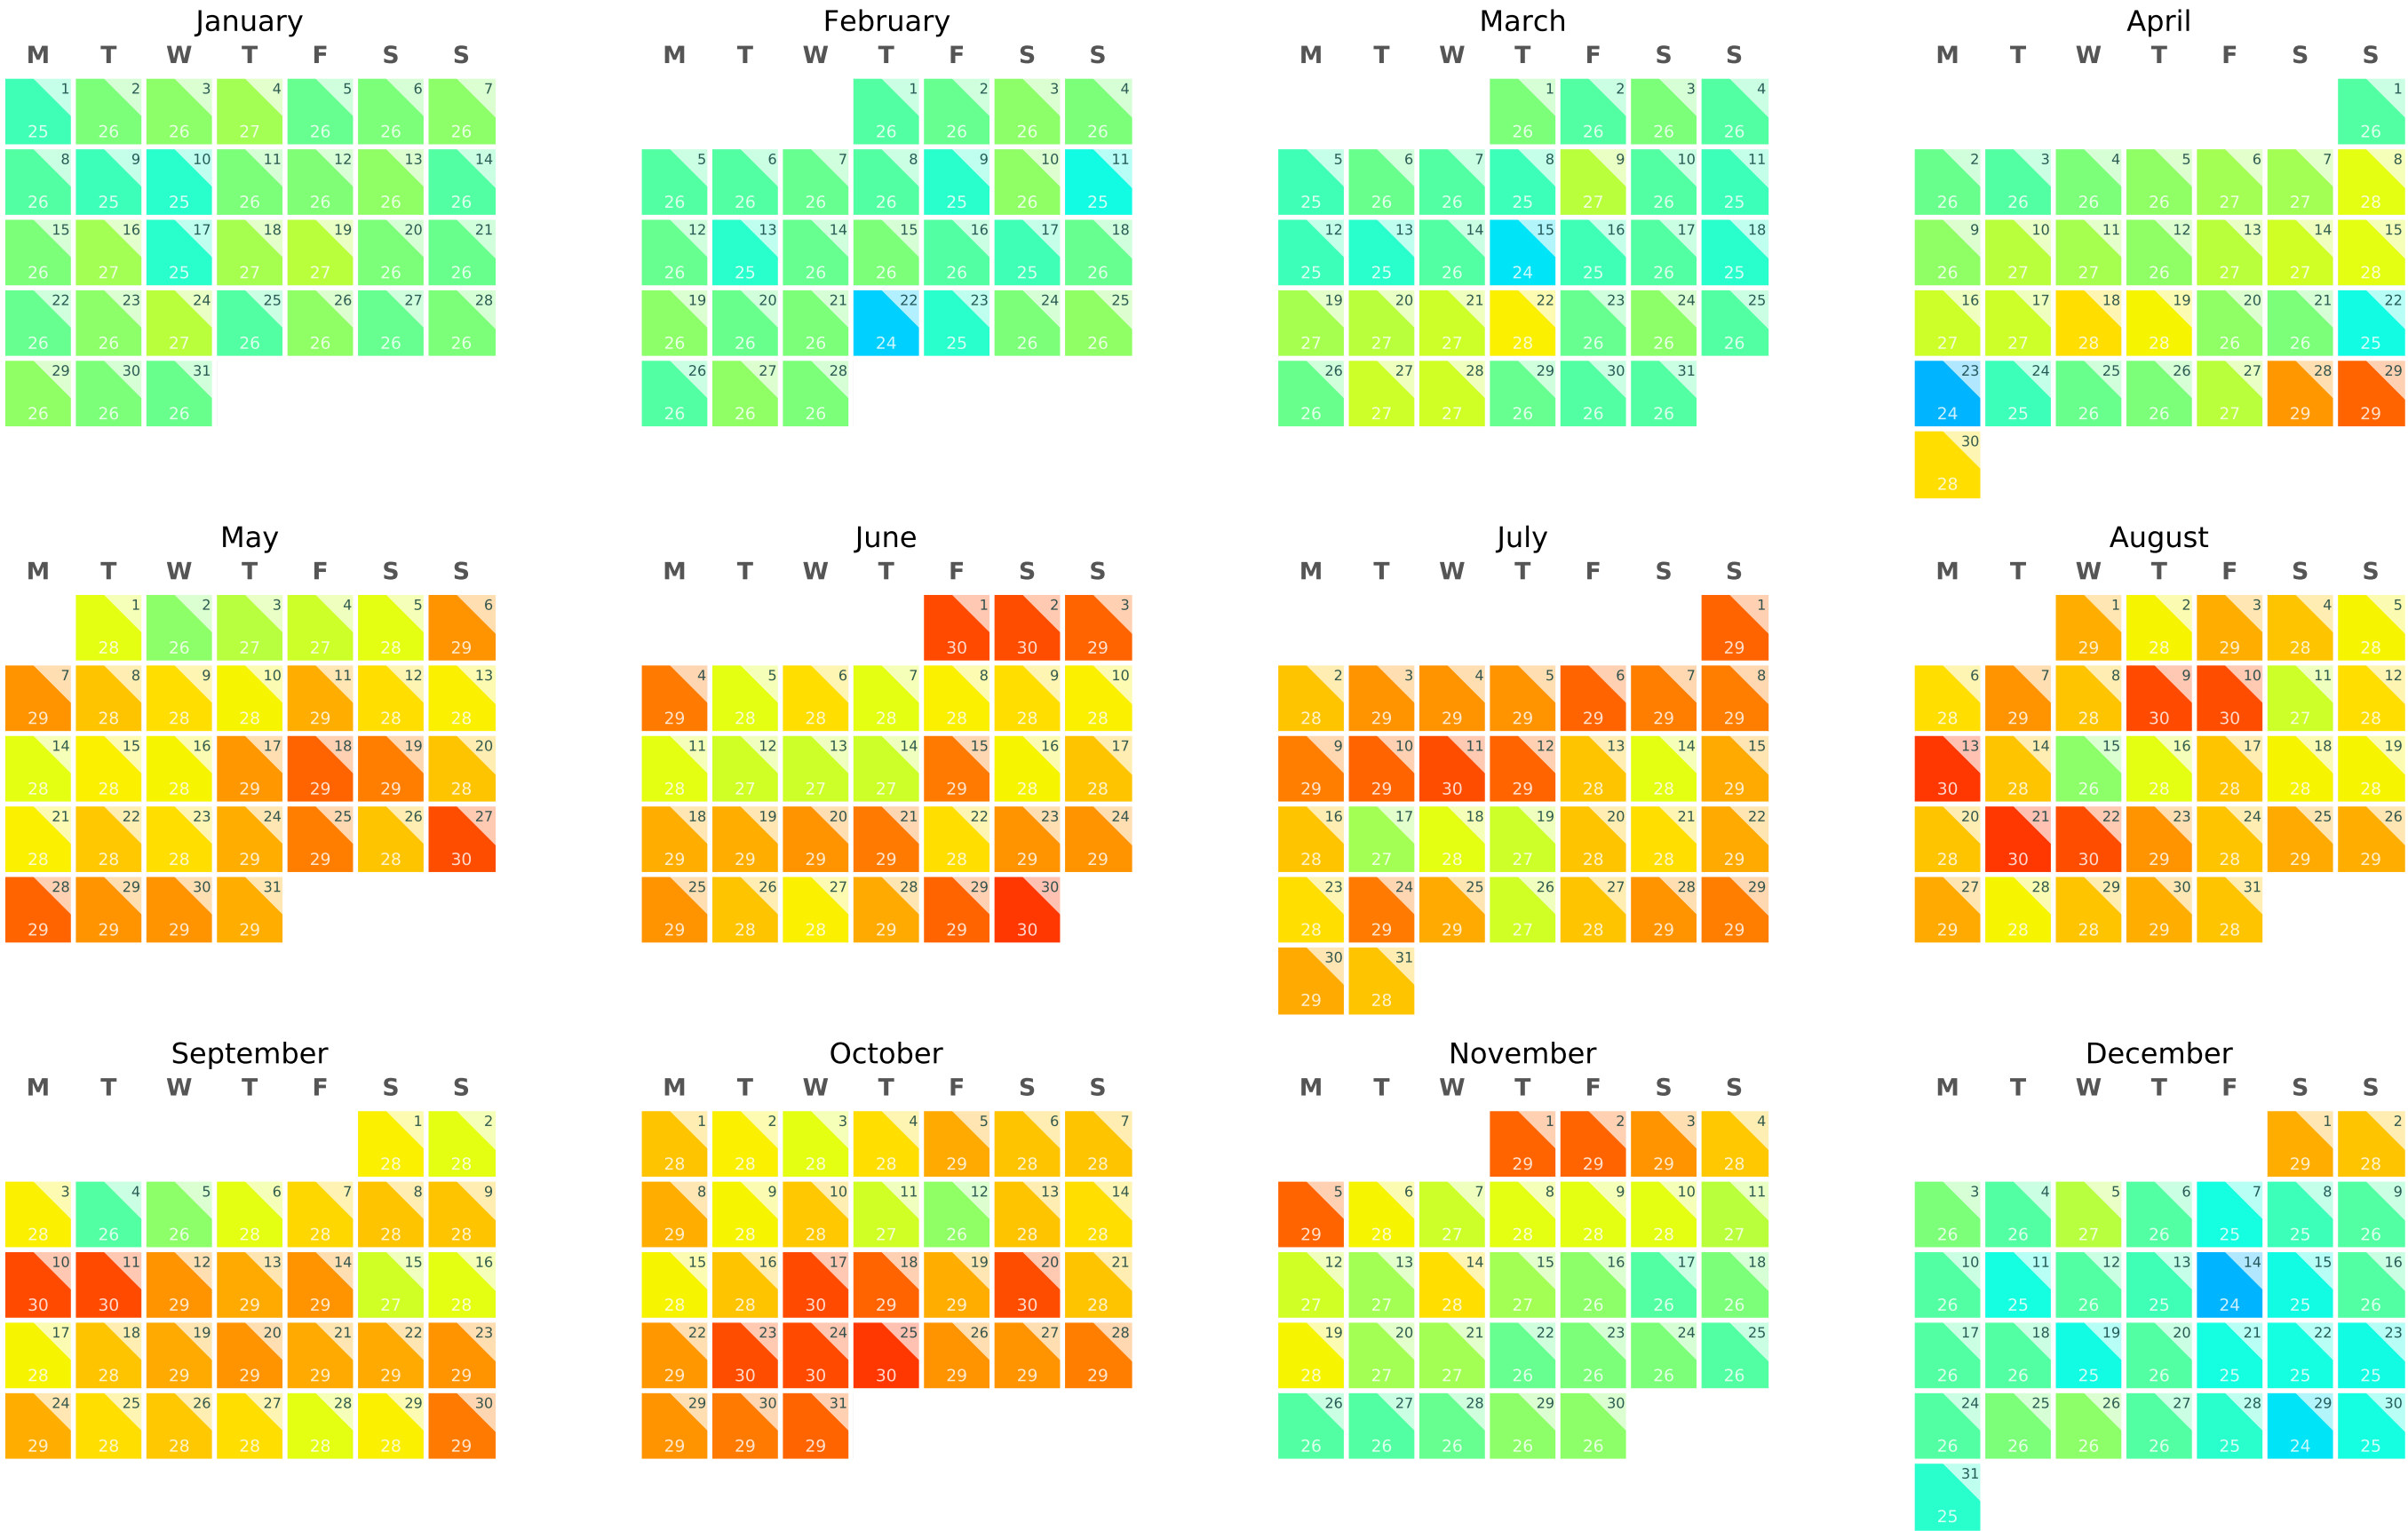 January
M T W T F S S
1 2 3 4 5 6 7
25 26 26 27 26 26 26
8 9 10 11 12 13 14
26 25 25 26 26 26 26
15 16 17 18 19 20 21
26 27 25 27 27 26 26
22 23 24 25 26 27 28
26 26 27 26 26 26 26
29 30 31
26 26 26
February
M T W T F S S
1 2 3 4
26 26 26 26
5 6 7 8 9 10 11
26 26 26 26 25 26 25
12 13 14 15 16 17 18
26 25 26 26 26 25 26
19 20 21 22 23 24 25
26 26 26 24 25 26 26
26 27 28
26 26 26
March
M T W T F S S
1 2 3 4
26 26 26 26
5 6 7 8 9 10 11
25 26 26 25 27 26 25
12 13 14 15 16 17 18
25 25 26 24 25 26 25
19 20 21 22 23 24 25
27 27 27 28 26 26 26
26 27 28 29 30 31
26 27 27 26 26 26
April
M T W T F S S
1
26
2 3 4 5 6 7 8
26 26 26 26 27 27 28
9 10 11 12 13 14 15
26 27 27 26 27 27 28
16 17 18 19 20 21 22
27 27 28 28 26 26 25
23 24 25 26 27 28 29
24 25 26 26 27 29 29
30
28
May
M T W T F S S
1 2 3 4 5 6
28 26 27 27 28 29
7 8 9 10 11 12 13
29 28 28 28 29 28 28
14 15 16 17 18 19 20
28 28 28 29 29 29 28
21 22 23 24 25 26 27
28 28 28 29 29 28 30
28 29 30 31
29 29 29 29
June
M T W T F S S
1 2 3
30 30 29
4 5 6 7 8 9 10
29 28 28 28 28 28 28
11 12 13 14 15 16 17
28 27 27 27 29 28 28
18 19 20 21 22 23 24
29 29 29 29 28 29 29
25 26 27 28 29 30
29 28 28 29 29 30
July
M T W T F S S
1
29
2 3 4 5 6 7 8
28 29 29 29 29 29 29
9 10 11 12 13 14 15
29 29 30 29 28 28 29
16 17 18 19 20 21 22
28 27 28 27 28 28 29
23 24 25 26 27 28 29
28 29 29 27 28 29 29
30 31
29 28
August
M T W T F S S
1 2 3 4 5
29 28 29 28 28
6 7 8 9 10 11 12
28 29 28 30 30 27 28
13 14 15 16 17 18 19
30 28 26 28 28 28 28
20 21 22 23 24 25 26
28 30 30 29 28 29 29
27 28 29 30 31
29 28 28 29 28
September
M T W T F S S
1 2
28 28
3 4 5 6 7 8 9
28 26 26 28 28 28 28
10 11 12 13 14 15 16
30 30 29 29 29 27 28
17 18 19 20 21 22 23
28 28 29 29 29 29 29
24 25 26 27 28 29 30
29 28 28 28 28 28 29
October
M T W T F S S
1 2 3 4 5 6 7
28 28 28 28 29 28 28
8 9 10 11 12 13 14
29 28 28 27 26 28 28
15 16 17 18 19 20 21
28 28 30 29 29 30 28
22 23 24 25 26 27 28
29 30 30 30 29 29 29
29 30 31
29 29 29
November
M T W T F S S
1 2 3 4
29 29 29 28
5 6 7 8 9 10 11
29 28 27 28 28 28 27
12 13 14 15 16 17 18
27 27 28 27 26 26 26
19 20 21 22 23 24 25
28 27 27 26 26 26 26
26 27 28 29 30
26 26 26 26 26
December
M T W T F S S
1 2
29 28
3 4 5 6 7 8 9
26 26 27 26 25 25 26
10 11 12 13 14 15 16
26 25 26 25 24 25 26
17 18 19 20 21 22 23
26 26 25 26 25 25 25
24 25 26 27 28 29 30
26 26 26 26 25 24 25
31
25